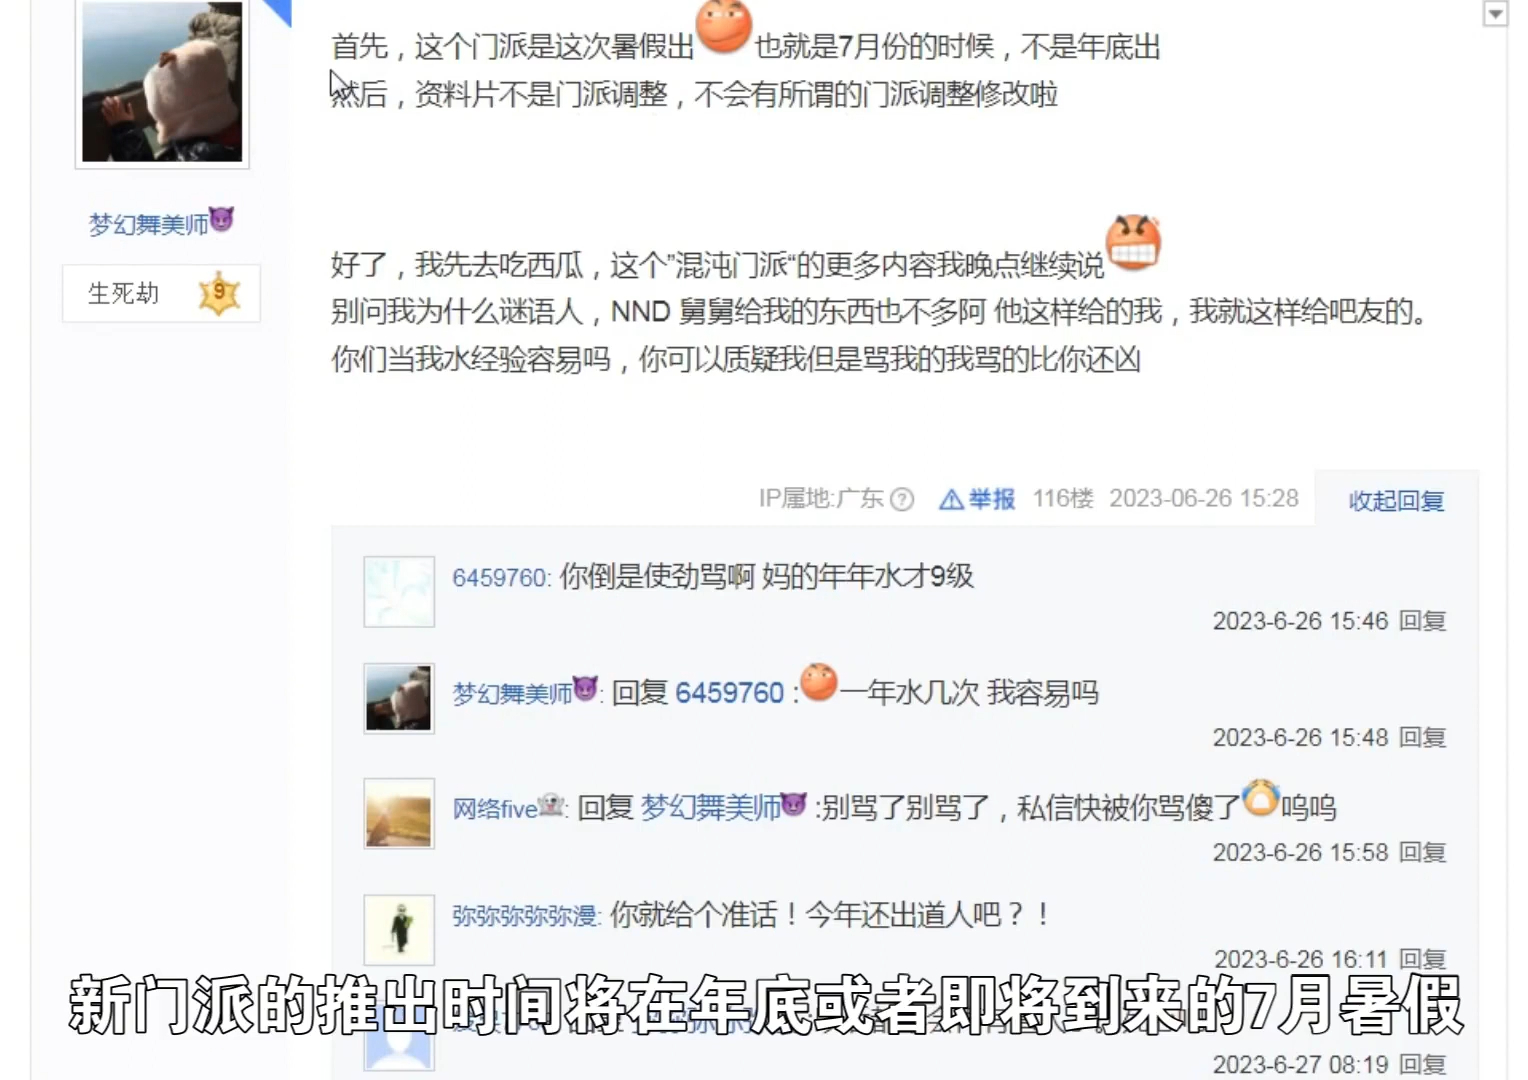 首先，这个门派是这次暑假出 也就是7月份的时候，不是年底出
然后，资料片不是门派调整，不会有所谓的门派调整修改啦
梦幻舞美师
生死劫 9
好了，我先去吃西瓜，这个”混沌门派“的更多内容我晚点继续说
别问我为什么谜语人，NND 舅舅给我的东西也不多阿 他这样给的我，我就这样给吧友的。
你们当我水经验容易吗，你可以质疑我但是骂我的我骂的比你还凶
IP属地:广东 举报 116楼 2023-06-26 15:28 收起回复
6459760: 你倒是使劲骂啊 妈的年年水才9级
2023-6-26 15:46 回复
梦幻舞美师: 回复 6459760 : 一年水几次 我容易吗
2023-6-26 15:48 回复
网络five: 回复 梦幻舞美师 :别骂了别骂了，私信快被你骂傻了 呜呜
2023-6-26 15:58 回复
弥弥弥弥弥漫: 你就给个准话！今年还出道人吧？！
2023-6-26 16:11 回复
新门派的推出时间将在年底或者即将到来的7月暑假
2023-6-27 08:19 回复